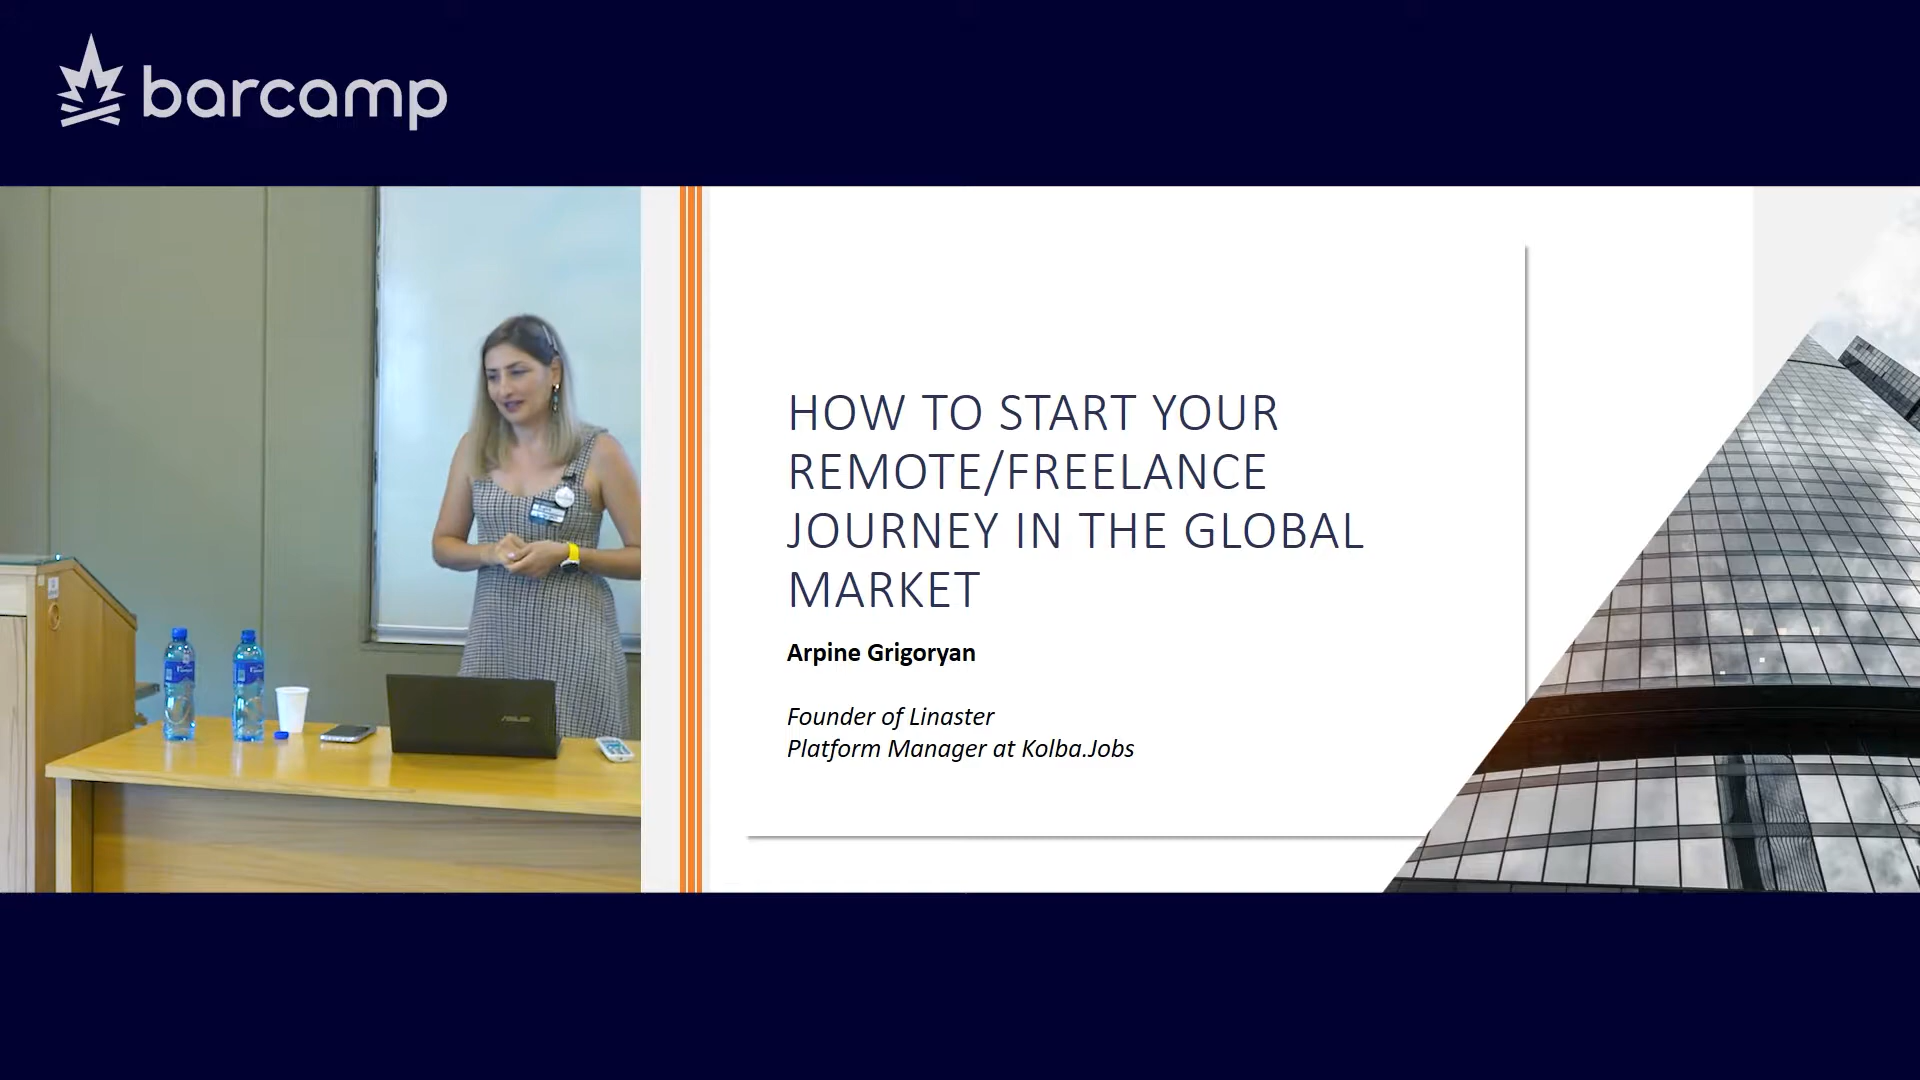 barcamp
HOW TO START YOUR
REMOTE/FREELANCE
JOURNEY IN THE GLOBAL
MARKET
Arpine Grigoryan
Founder of Linaster
Platform Manager at Kolba.Jobs
ASUS